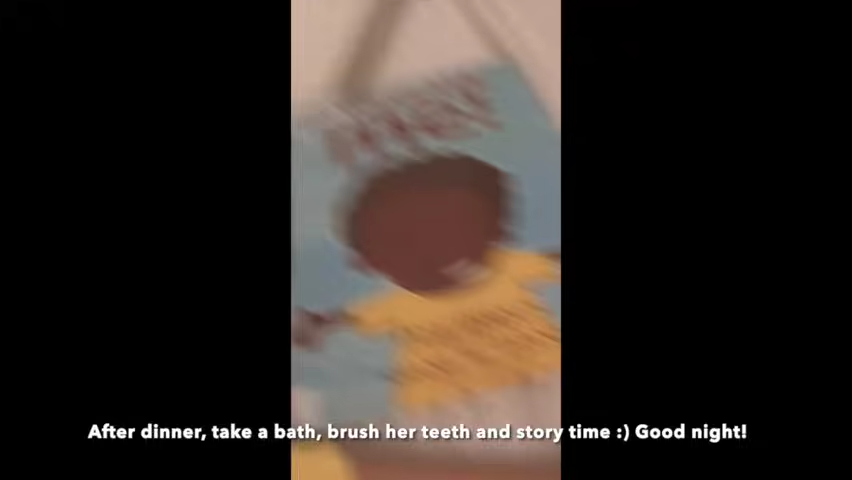 After dinner, take a bath, brush her teeth and story time :) Good night!